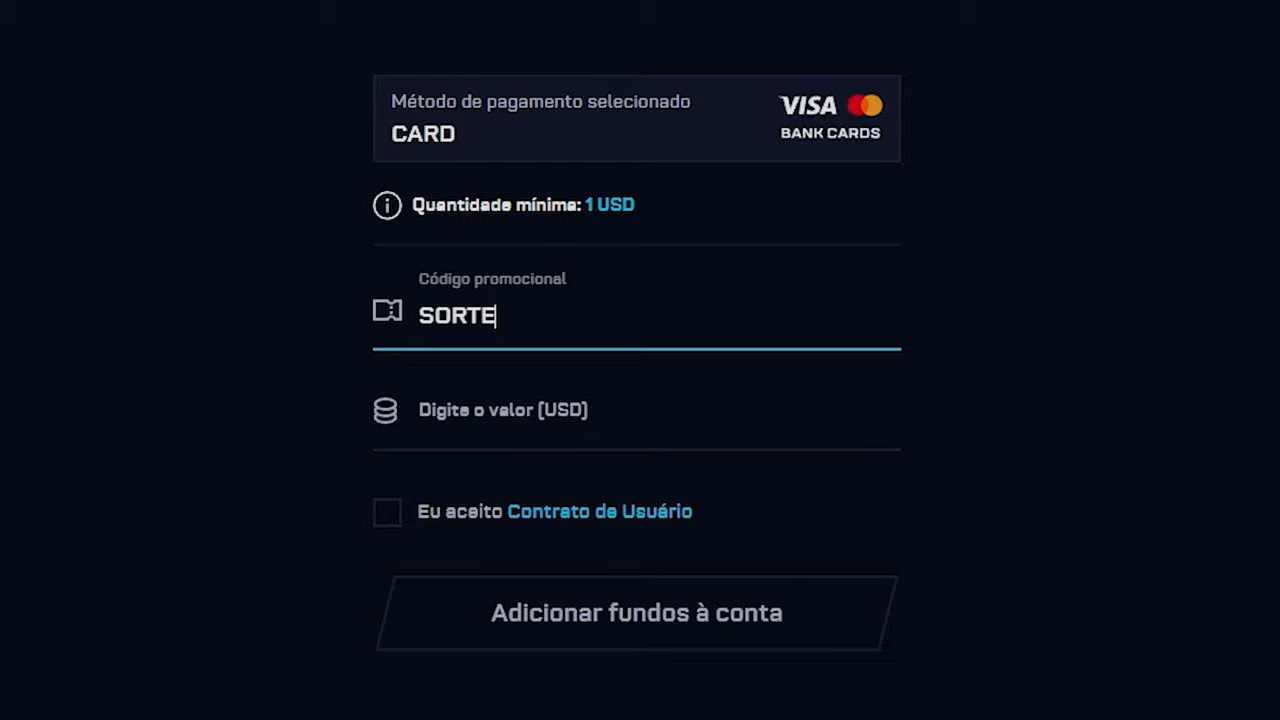 Método de pagamento selecionado
CARD
VISA
BANK CARDS
Quantidade mínima: 1 USD
Código promocional
SORTE
Digite o valor (USD)
Eu aceito Contrato de Usuário
Adicionar fundos à conta